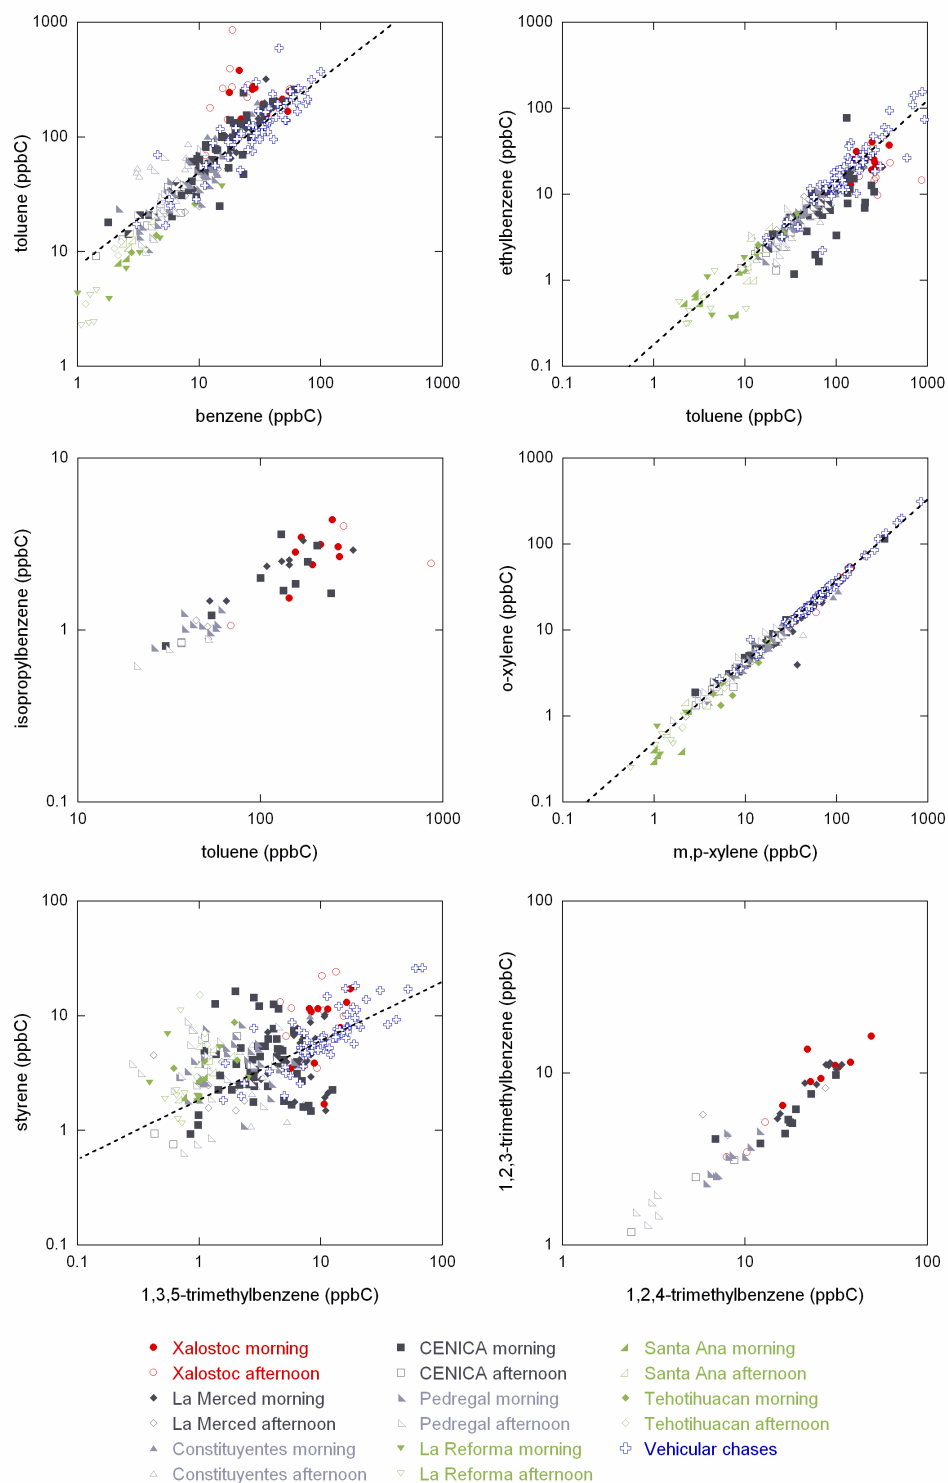 1000
100
10
1
toluene (ppbC)
1 10 100 1000
benzene (ppbC)
1000
100
10
1
0.1
ethylbenzene (ppbC)
0.1 1 10 100 1000
toluene (ppbC)
10
1
0.1
isopropylbenzene (ppbC)
10 100 1000
toluene (ppbC)
1000
100
10
1
0.1
o-xylene (ppbC)
0.1 1 10 100 1000
m,p-xylene (ppbC)
100
10
1
0.1
styrene (ppbC)
0.1 1 10 100
1,3,5-trimethylbenzene (ppbC)
100
10
1
1,2,3-trimethylbenzene (ppbC)
1 10 100
1,2,4-trimethylbenzene (ppbC)
Xalostoc morning
Xalostoc afternoon
La Merced morning
La Merced afternoon
Constituyentes morning
Constituyentes afternoon
CENICA morning
CENICA afternoon
Pedregal morning
Pedregal afternoon
La Reforma morning
La Reforma afternoon
Santa Ana morning
Santa Ana afternoon
Tehotihuacan morning
Tehotihuacan afternoon
Vehicular chases